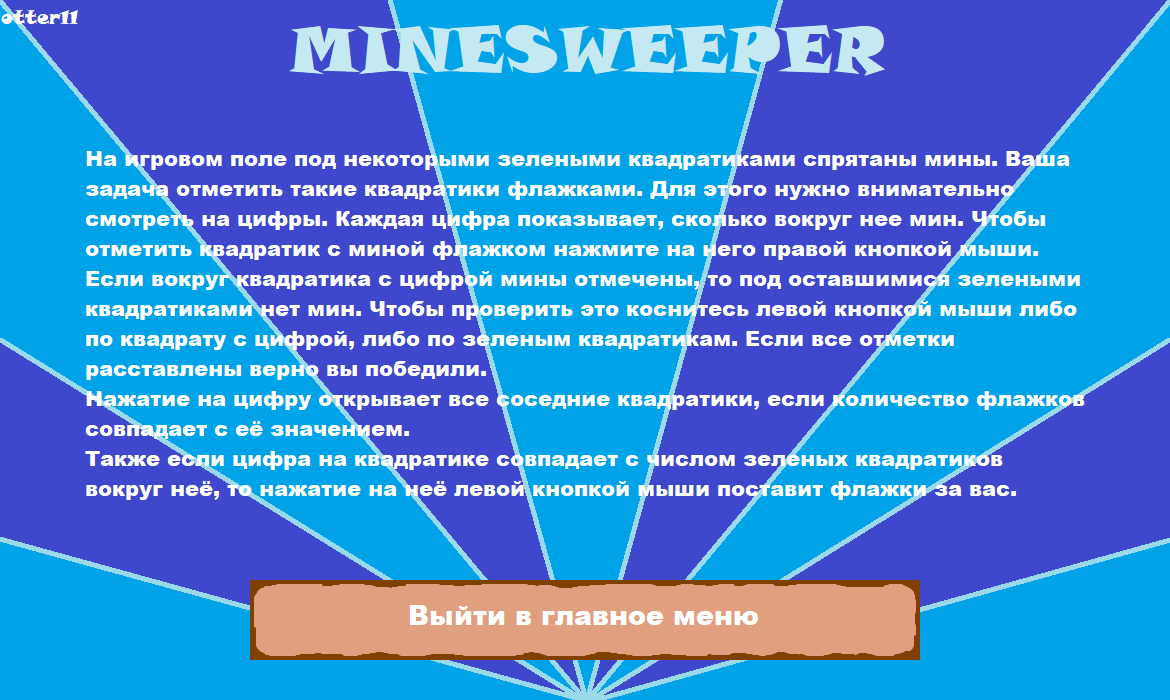 otter11
MINESWEEPER
На игровом поле под некоторыми зелеными квадратиками спрятаны мины. Ваша
задача отметить такие квадратики флажками. Для этого нужно внимательно
смотреть на цифры. Каждая цифра показывает, сколько вокруг нее мин. Чтобы
отметить квадратик с миной флажком нажмите на него правой кнопкой мыши.
Если вокруг квадратика с цифрой мины отмечены, то под оставшимися зелеными
квадратиками нет мин. Чтобы проверить это коснитесь левой кнопкой мыши либо
по квадрату с цифрой, либо по зеленым квадратикам. Если все отметки
расставлены верно вы победили.
Нажатие на цифру открывает все соседние квадратики, если количество флажков
совпадает с её значением.
Также если цифра на квадратике совпадает с числом зеленых квадратиков
вокруг неё, то нажатие на неё левой кнопкой мыши поставит флажки за вас.
Выйти в главное меню